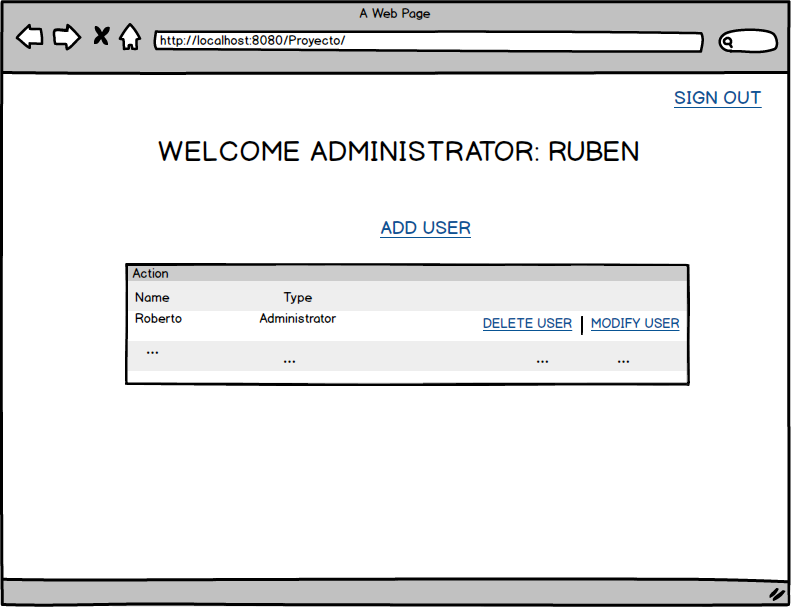 A Web Page
http://localhost:8080/Proyecto/
SIGN OUT
WELCOME ADMINISTRATOR: RUBEN
ADD USER
Action
Name Type
Roberto Administrator DELETE USER | MODIFY USER
... ... ... ...